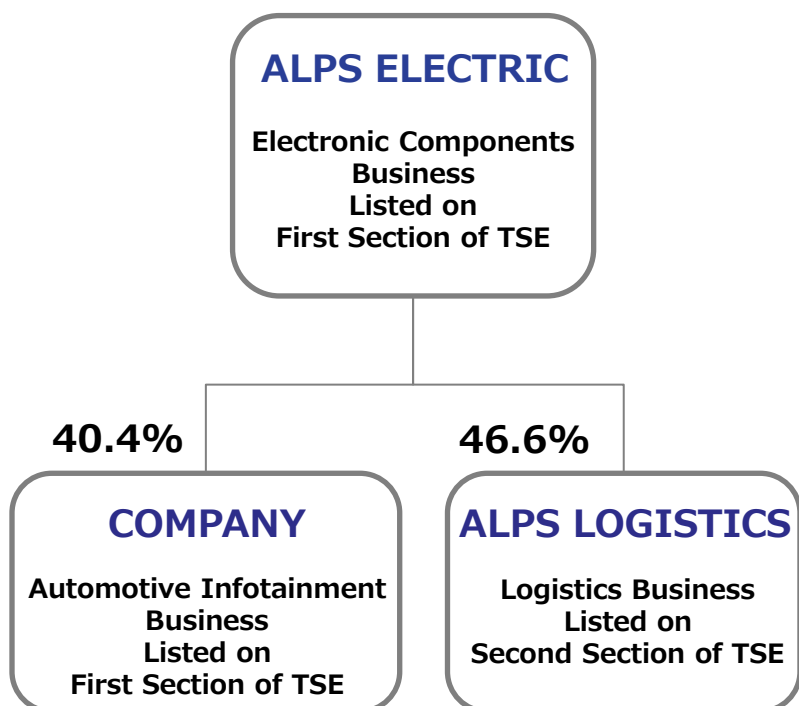 ALPS ELECTRIC
Electronic Components
Business
Listed on
First Section of TSE
40.4%
46.6%
COMPANY
Automotive Infotainment
Business
Listed on
First Section of TSE
ALPS LOGISTICS
Logistics Business
Listed on
Second Section of TSE